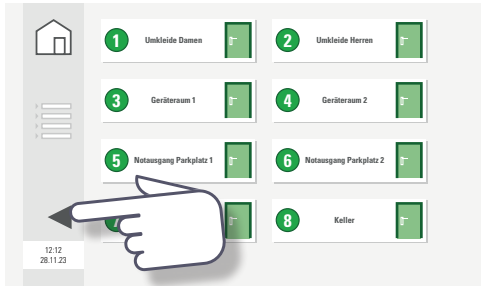 1 Umkleide Damen
2 Umkleide Herren
3 Geräteraum 1
4 Geräteraum 2
5 Notausgang Parkplatz 1
6 Notausgang Parkplatz 2
8 Keller
12:12
28.11.23